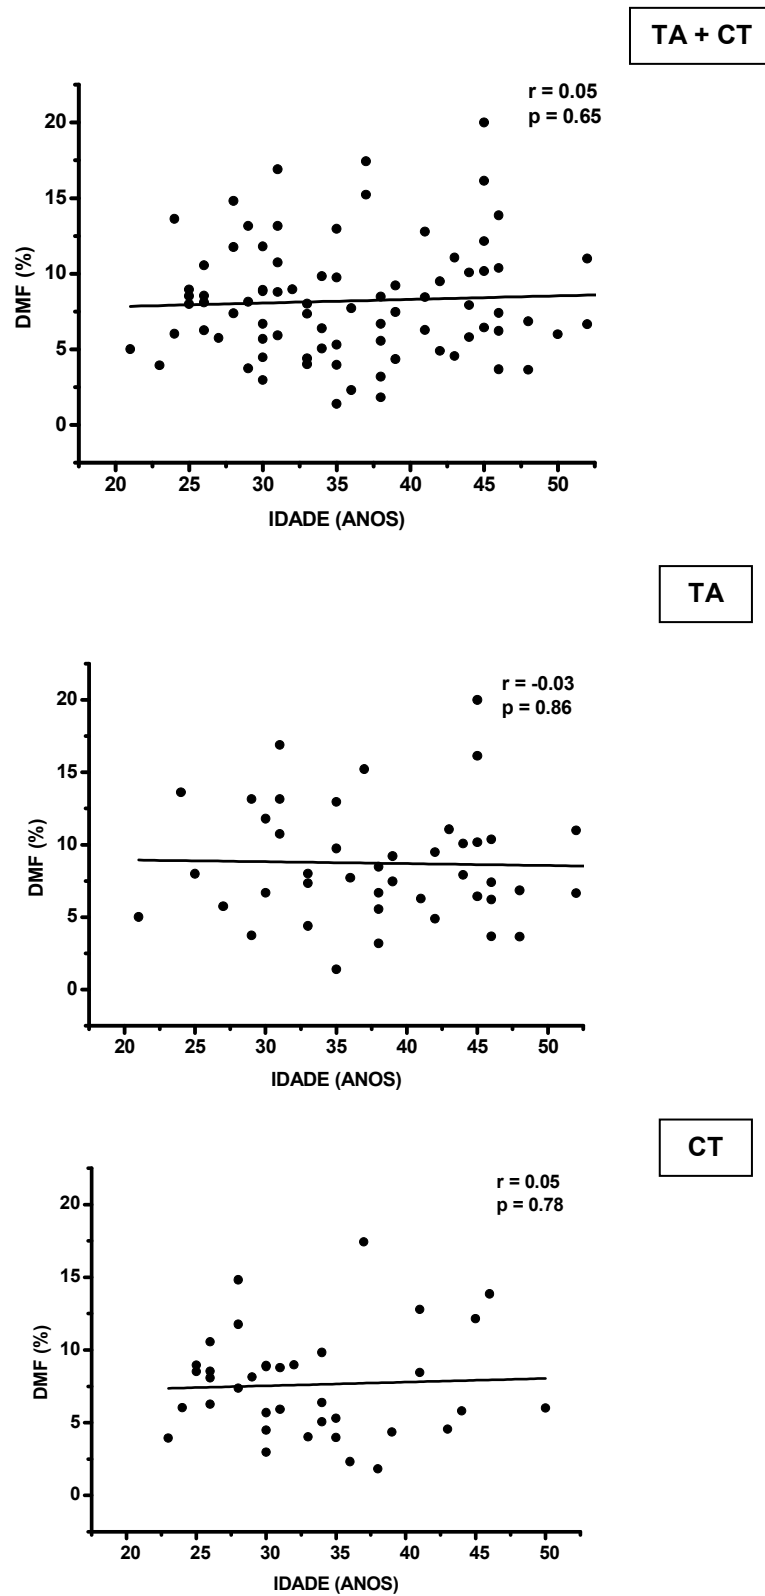 TA + CT
r = 0.05
p = 0.65
20
15
10
5
0
DMF (%)
20 25 30 35 40 45 50
IDADE (ANOS)
TA
r = -0.03
p = 0.86
20
15
10
5
0
DMF (%)
20 25 30 35 40 45 50
IDADE (ANOS)
CT
r = 0.05
p = 0.78
20
15
10
5
0
DMF (%)
20 25 30 35 40 45 50
IDADE (ANOS)